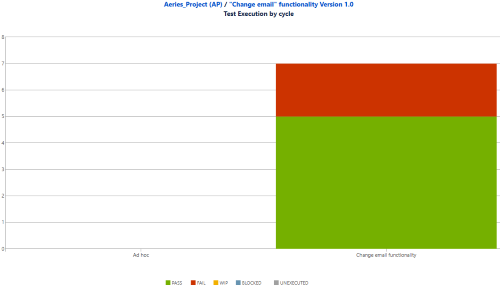 Aeries_Project (AP) / "Change email" functionality Version 1.0
Test Execution by cycle
8
7
6
5
4
3
2
1
0
Ad hoc Change email functionality
PASS FAIL WIP BLOCKED UNEXECUTED